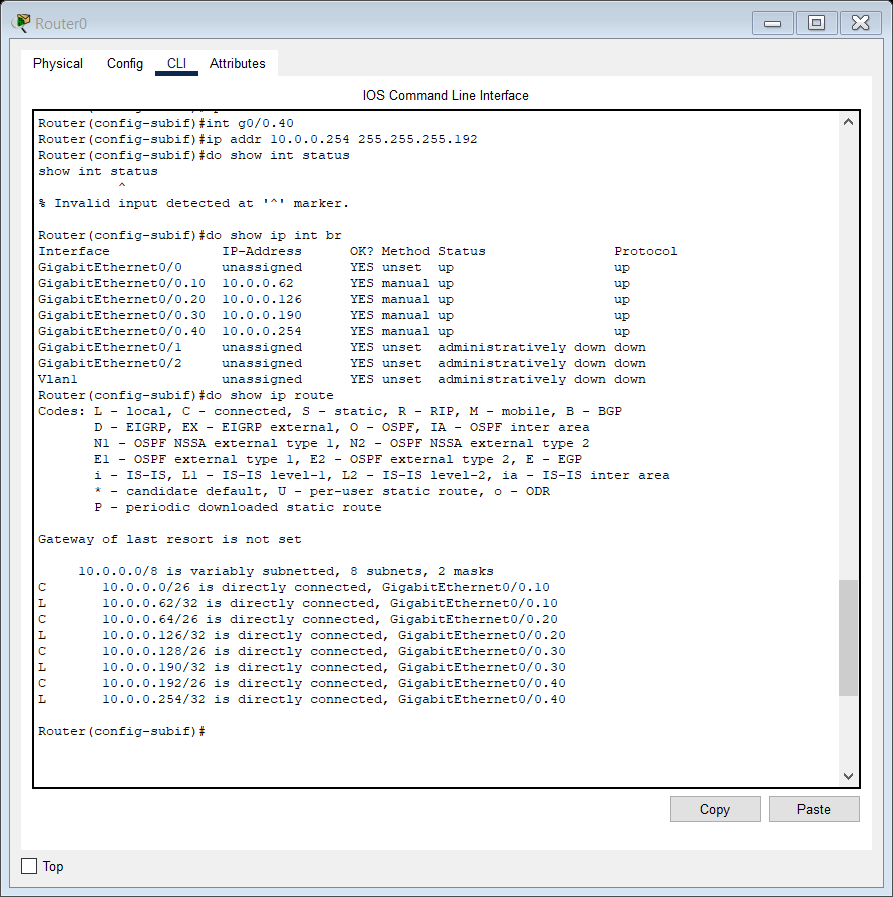 Router0
Physical Config CLI Attributes
IOS Command Line Interface
Router(config-subif)#int g0/0.40
Router(config-subif)#ip addr 10.0.0.254 255.255.255.192
Router(config-subif)#do show int status
show int status
^
% Invalid input detected at '^' marker.
Router(config-subif)#do show ip int br
Interface IP-Address OK? Method Status Protocol
GigabitEthernet0/0 unassigned YES unset up up
GigabitEthernet0/0.10 10.0.0.62 YES manual up up
GigabitEthernet0/0.20 10.0.0.126 YES manual up up
GigabitEthernet0/0.30 10.0.0.190 YES manual up up
GigabitEthernet0/0.40 10.0.0.254 YES manual up up
GigabitEthernet0/1 unassigned YES unset administratively down down
GigabitEthernet0/2 unassigned YES unset administratively down down
Vlan1 unassigned YES unset administratively down down
Router(config-subif)#do show ip route
Codes: L - local, C - connected, S - static, R - RIP, M - mobile, B - BGP
D - EIGRP, EX - EIGRP external, O - OSPF, IA - OSPF inter area
N1 - OSPF NSSA external type 1, N2 - OSPF NSSA external type 2
E1 - OSPF external type 1, E2 - OSPF external type 2, E - EGP
i - IS-IS, L1 - IS-IS level-1, L2 - IS-IS level-2, ia - IS-IS inter area
* - candidate default, U - per-user static route, o - ODR
P - periodic downloaded static route
Gateway of last resort is not set
10.0.0.0/8 is variably subnetted, 8 subnets, 2 masks
C 10.0.0.0/26 is directly connected, GigabitEthernet0/0.10
L 10.0.0.62/32 is directly connected, GigabitEthernet0/0.10
C 10.0.0.64/26 is directly connected, GigabitEthernet0/0.20
L 10.0.0.126/32 is directly connected, GigabitEthernet0/0.20
C 10.0.0.128/26 is directly connected, GigabitEthernet0/0.30
L 10.0.0.190/32 is directly connected, GigabitEthernet0/0.30
C 10.0.0.192/26 is directly connected, GigabitEthernet0/0.40
L 10.0.0.254/32 is directly connected, GigabitEthernet0/0.40
Router(config-subif)#
Copy Paste
Top